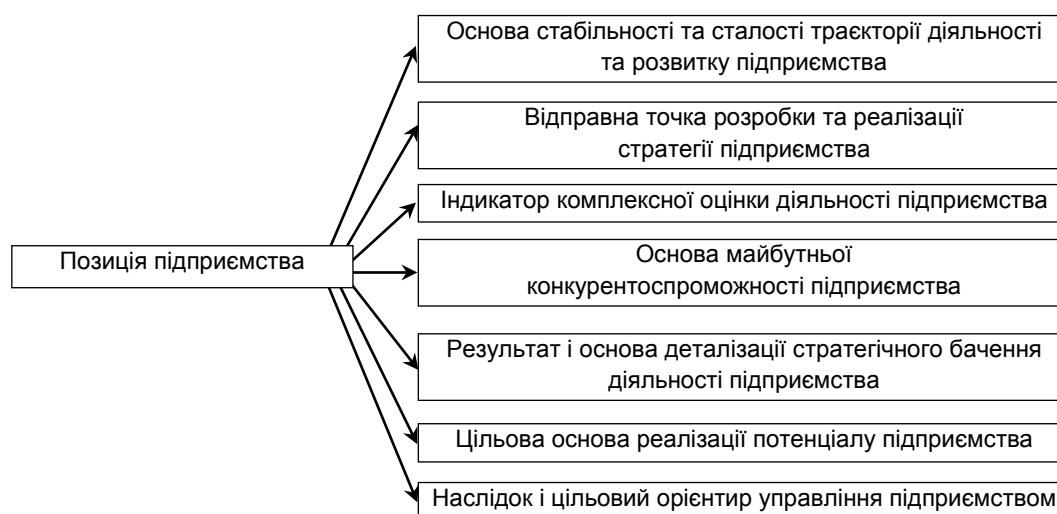 Основа стабільності та сталості траєкторії діяльності
та розвитку підприємства
Відправна точка розробки та реалізації
стратегії підприємства
Індикатор комплексної оцінки діяльності підприємства
Позиція підприємства
Основа майбутньої
конкурентоспроможності підприємства
Результат і основа деталізації стратегічного бачення
діяльності підприємства
Цільова основа реалізації потенціалу підприємства
Наслідок і цільовий орієнтир управління підприємством